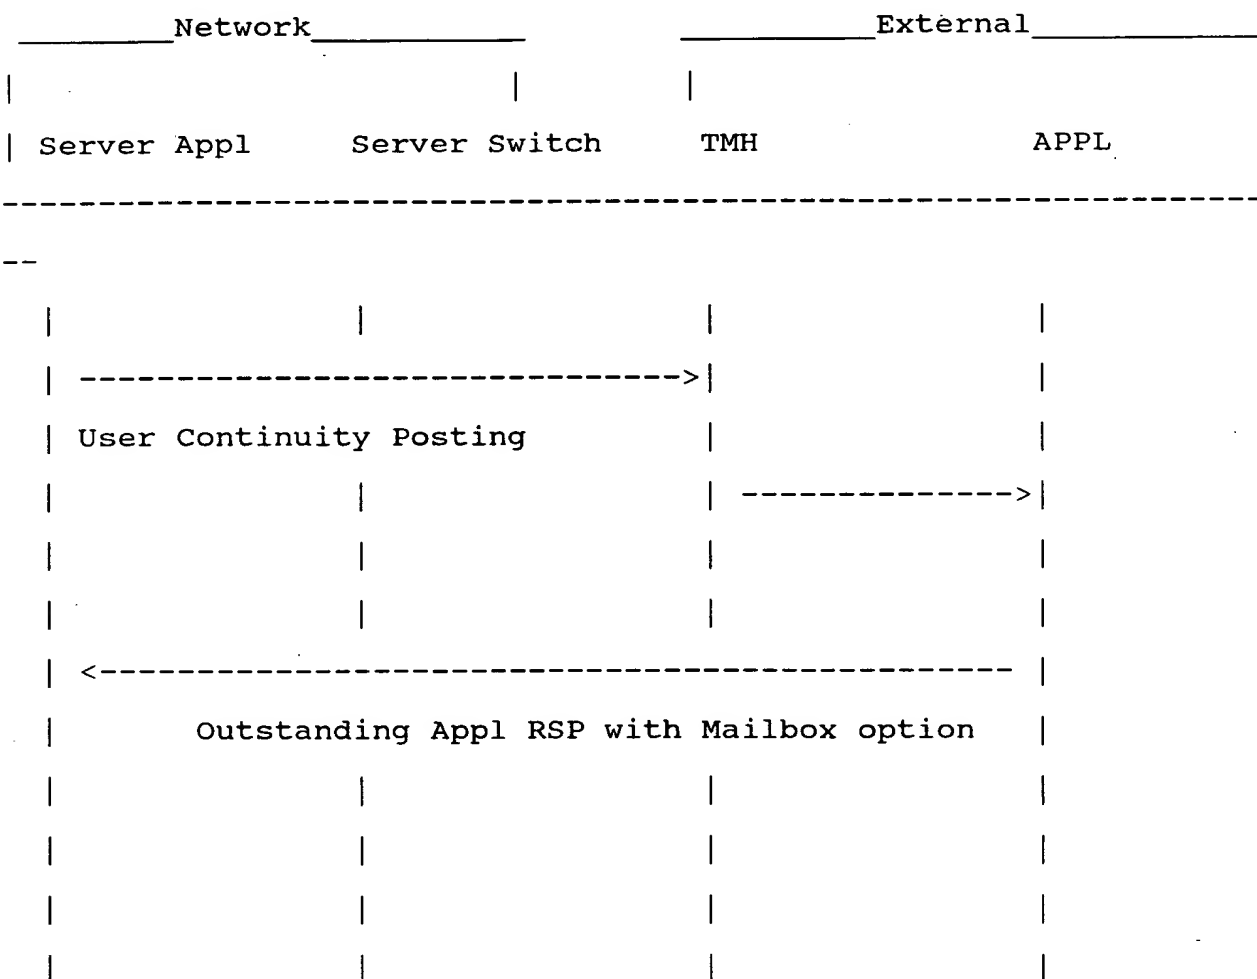 Network External
Server Appl Server Switch TMH APPL
User Continuity Posting
Outstanding Appl RSP with Mailbox option